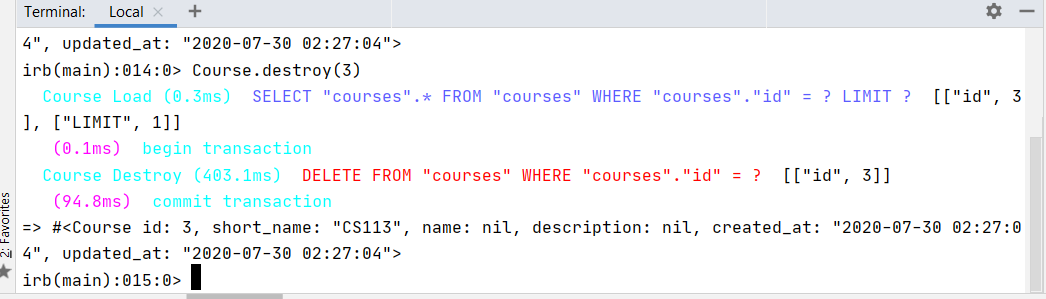 Terminal: Local × +
4", updated_at: "2020-07-30 02:27:04">
irb(main):014:0> Course.destroy(3)
Course Load (0.3ms)  SELECT "courses".* FROM "courses" WHERE "courses"."id" = ? LIMIT ?  [["id", 3
], ["LIMIT", 1]]
(0.1ms)  begin transaction
Course Destroy (403.1ms)  DELETE FROM "courses" WHERE "courses"."id" = ?  [["id", 3]]
(94.8ms)  commit transaction
=> #<Course id: 3, short_name: "CS113", name: nil, description: nil, created_at: "2020-07-30 02:27:0
4", updated_at: "2020-07-30 02:27:04">
irb(main):015:0>
2: Favorites